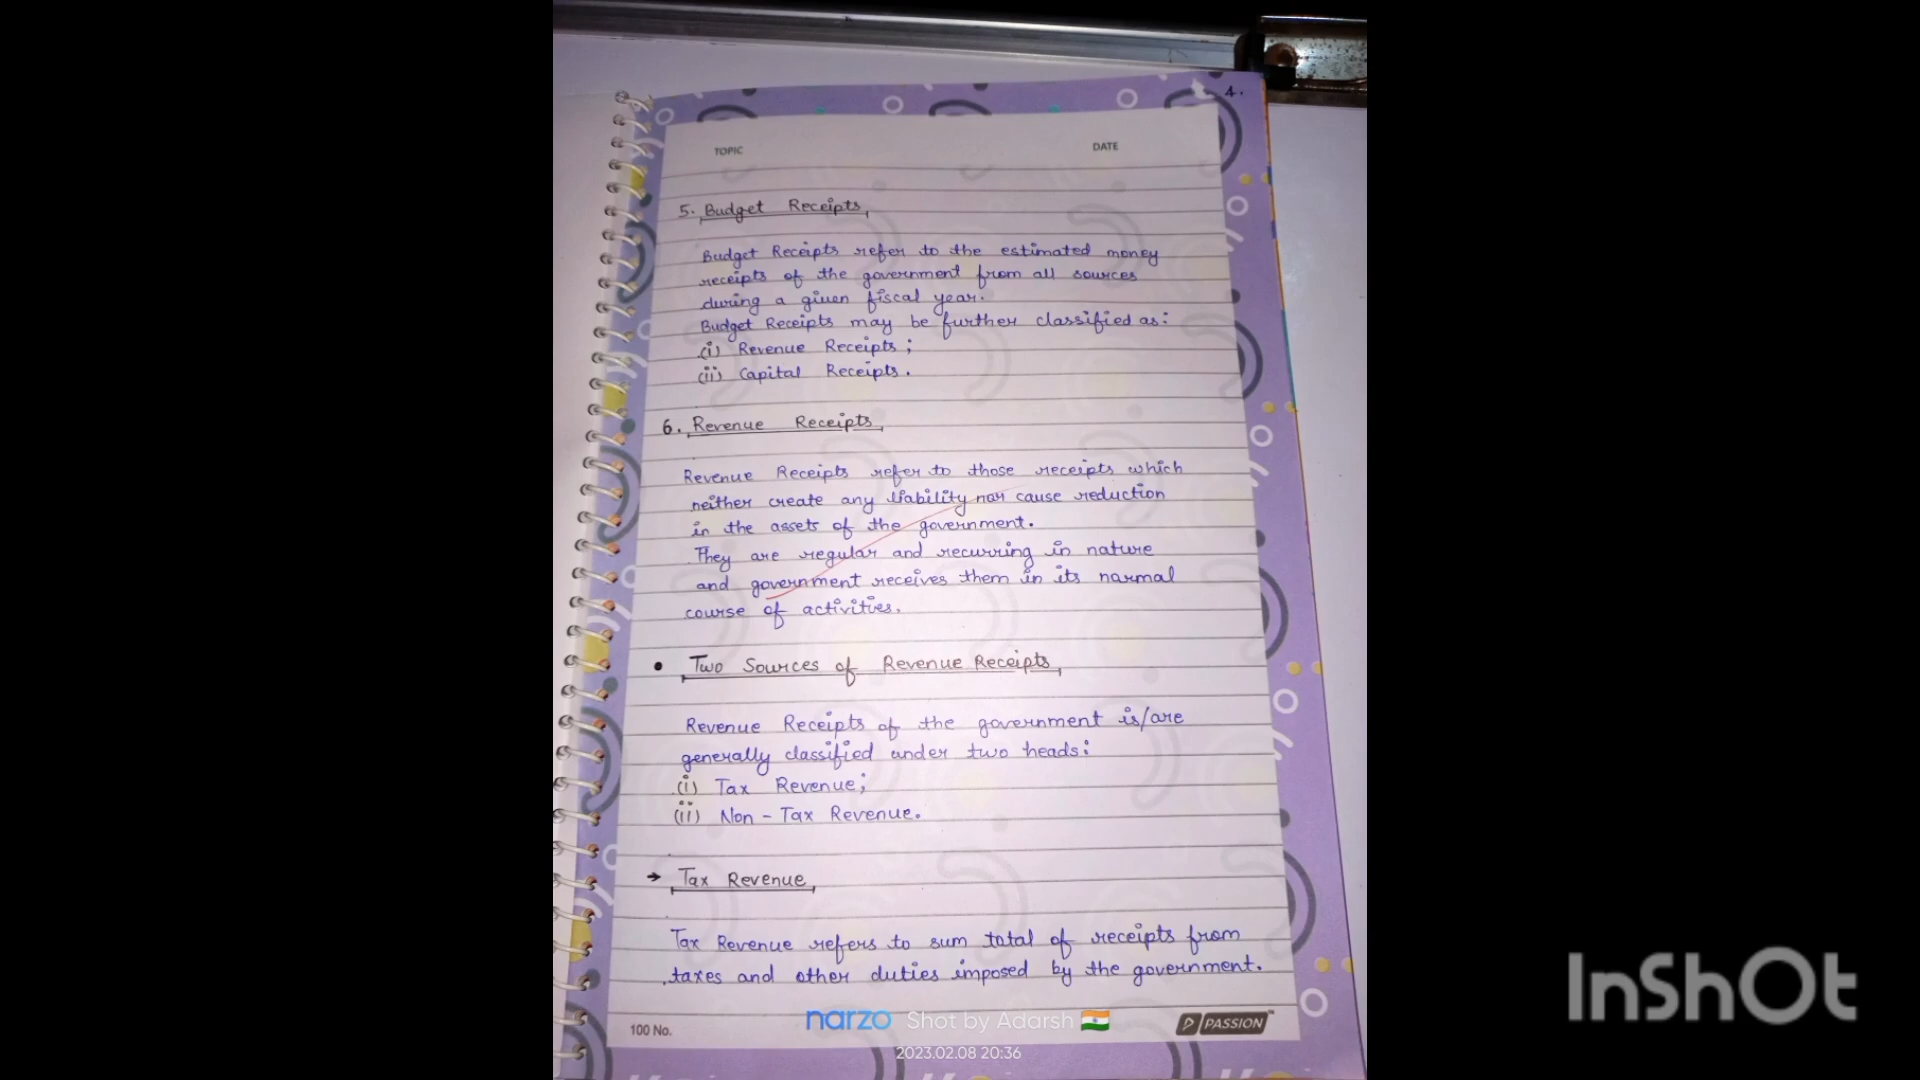 4.
TOPIC DATE
5. Budget Receipts
Budget Receipts refer to the estimated money
receipts of the government from all sources
during a given fiscal year.
Budget Receipts may be further classified as:
(i) Revenue Receipts;
(ii) Capital Receipts.
6. Revenue Receipts
Revenue Receipts refer to those receipts which
neither create any liability nor cause reduction
in the assets of the government.
They are regular and recurring in nature
and government receives them in its normal
course of activities.
• Two Sources of Revenue Receipts
Revenue Receipts of the government is/are
generally classified under two heads:
(i) Tax Revenue;
(ii) Non-Tax Revenue.
→ Tax Revenue
Tax Revenue refers to sum total of receipts from
taxes and other duties imposed by the government.
100 No.
narzo Shot by Adarsh 🇮🇳
PASSION™
2023.02.08 20:36
InShOt